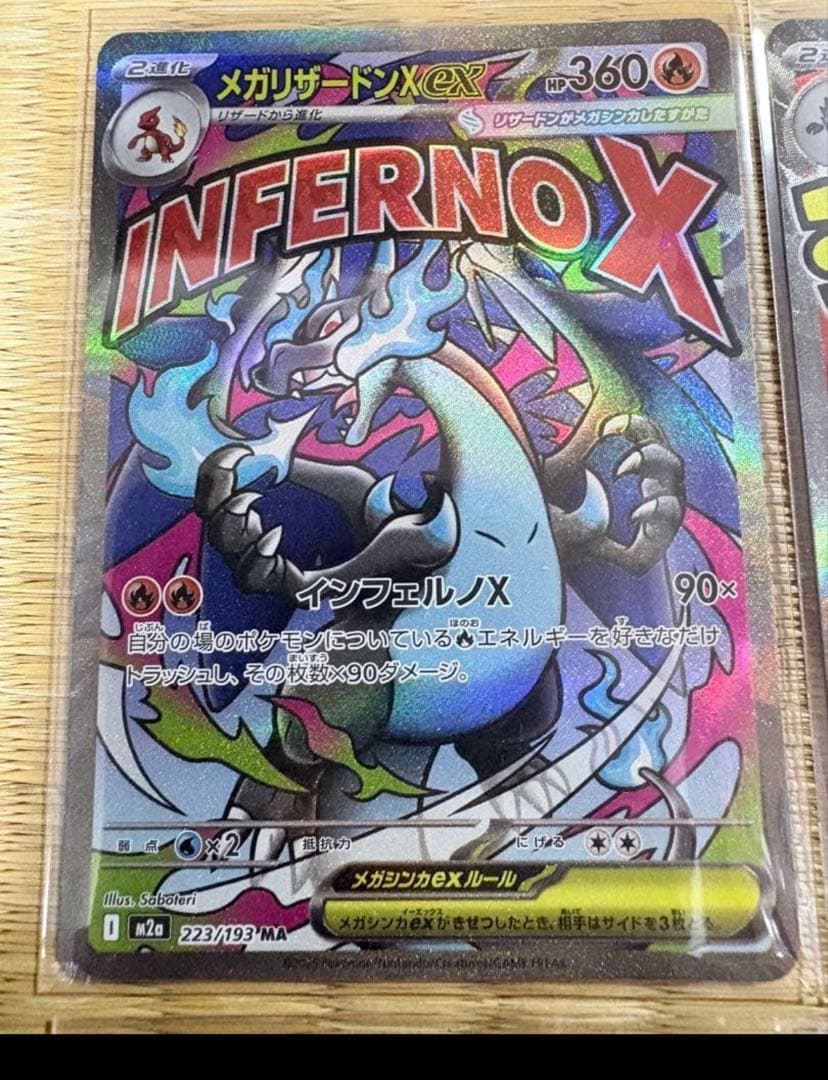 2進化
メガリザードンXex
HP360
リザードから進化
リザードンがメガシンカしたすがた
INFERNO X
インフェルノX 90×
自分の場のポケモンについている エネルギーを好きなだけ
トラッシュし、その枚数×90ダメージ。
弱点 ×2 抵抗力 にげる
メガシンカexルール
Illus. Saboteri
メガシンカexがきぜつしたとき、相手はサイドを3枚とる
I m2a 223/193 MA
Pokémon/Nintendo/Creatures/GAME FREAK